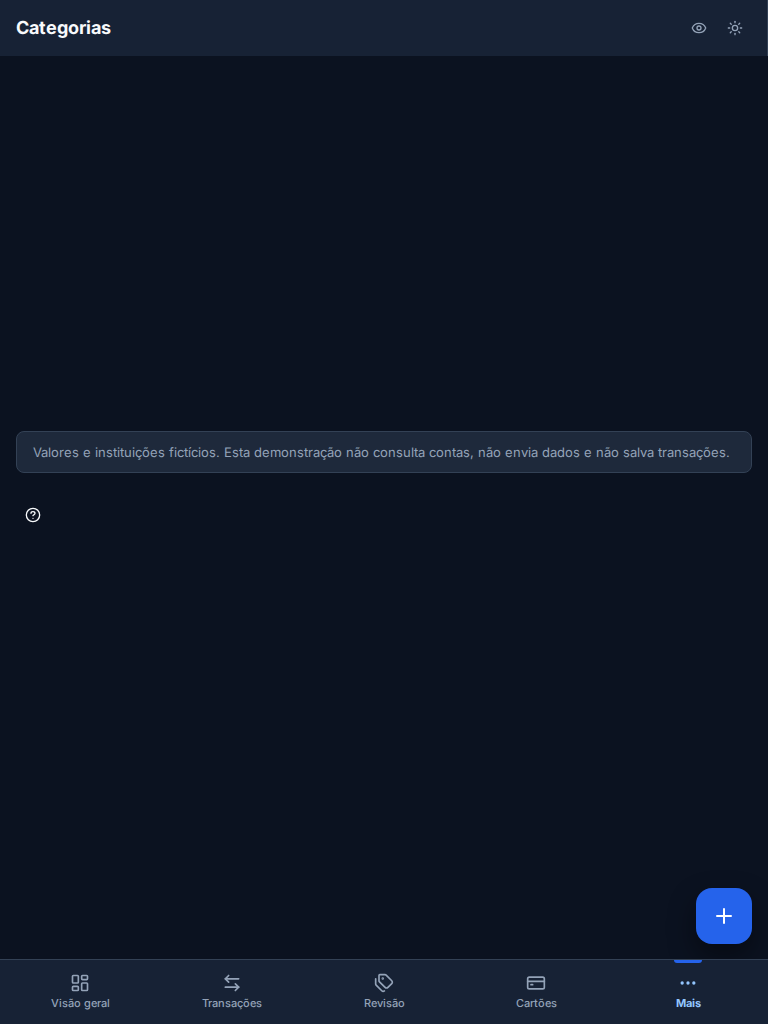 Categorias
Valores e instituições fictícios. Esta demonstração não consulta contas, não envia dados e não salva transações.
Visão geral
Transações
Revisão
Cartões
Mais